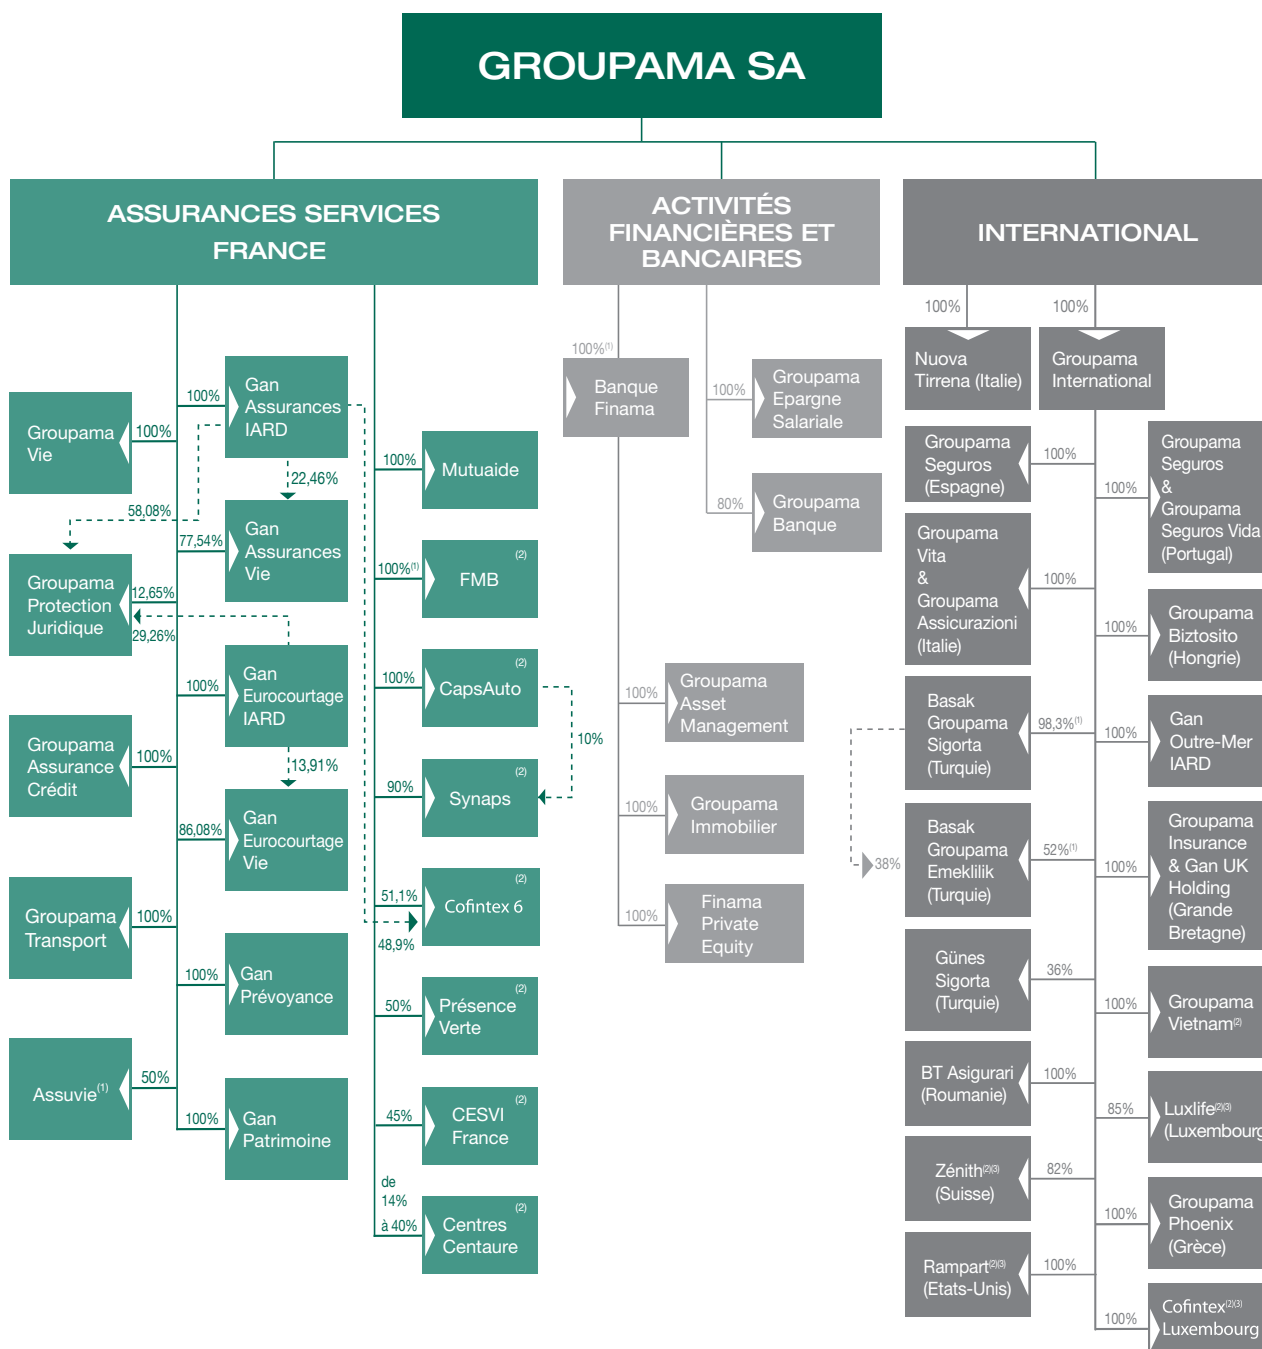 GROUPAMA SA
ASSURANCES SERVICES
FRANCE
ACTIVITÉS
FINANCIÈRES ET
BANCAIRES
INTERNATIONAL
100%
Groupama
Vie
58,08%
12,65%
Groupama
Protection
Juridique
29,26%
100%
Groupama
Assurance
Crédit
100%
Groupama
Transport
50%
Assuvie(1)
100%
Gan
Assurances
IARD
22,46%
77,54%
Gan
Assurances
Vie
100%
Gan
Eurocourtage
IARD
13,91%
86,08%
Gan
Eurocourtage
Vie
100%
Gan
Prévoyance
100%
Gan
Patrimoine
100%
Mutuaide
100%(1)
FMB
(2)
100%
CapsAuto
(2)
10%
90%
Synaps
(2)
51,1%
Cofintex 6
(2)
48,9%
50%
Présence
Verte
(2)
45%
CESVI
France
(2)
de
14%
à 40%
Centres
Centaure
(2)
100%(1)
Banque
Finama
100%
Groupama
Epargne
Salariale
80%
Groupama
Banque
100%
Groupama
Asset
Management
100%
Groupama
Immobilier
100%
Finama
Private
Equity
100%
Nuova
Tirrena (Italie)
100%
Groupama
International
100%
Groupama
Seguros
(Espagne)
100%
Groupama
Vita
&
Groupama
Assicurazioni
(Italie)
98,3%(1)
Basak
Groupama
Sigorta
(Turquie)
38%
52%(1)
Basak
Groupama
Emeklilik
(Turquie)
36%
Günes
Sigorta
(Turquie)
100%
BT Asigurari
(Roumanie)
82%
Zénith(2)(3)
(Suisse)
100%
Rampart(2)(3)
(Etats-Unis)
100%
Groupama
Seguros
&
Groupama
Seguros Vida
(Portugal)
100%
Groupama
Biztosito
(Hongrie)
100%
Gan
Outre-Mer
IARD
100%
Groupama
Insurance
& Gan UK
Holding
(Grande
Bretagne)
100%
Groupama
Vietnam(2)
85%
Luxlife(2)(3)
(Luxembourg
100%
Groupama
Phoenix
(Grèce)
100%
Cofintex(2)(3)
Luxembourg